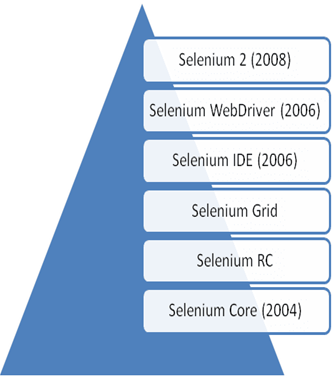 Selenium 2 (2008)
Selenium WebDriver (2006)
Selenium IDE (2006)
Selenium Grid
Selenium RC
Selenium Core (2004)